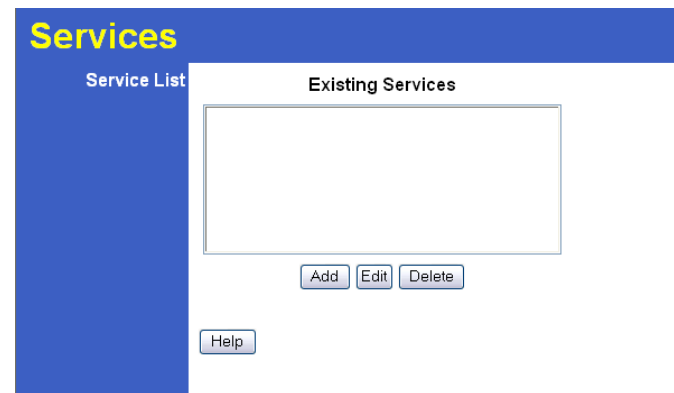 Services
Service List
Existing Services
Add Edit Delete
Help